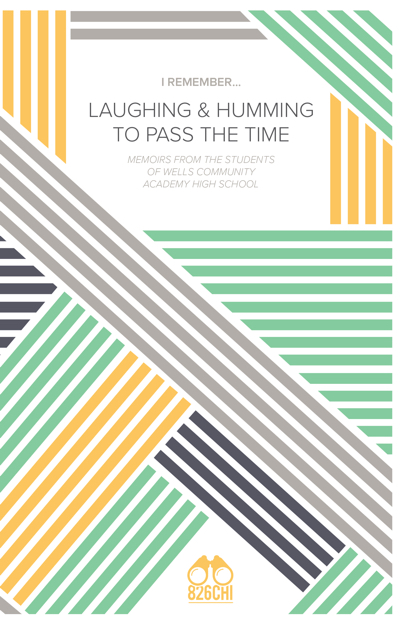 I REMEMBER...
LAUGHING & HUMMING
TO PASS THE TIME
MEMOIRS FROM THE STUDENTS
OF WELLS COMMUNITY
ACADEMY HIGH SCHOOL
826CHI